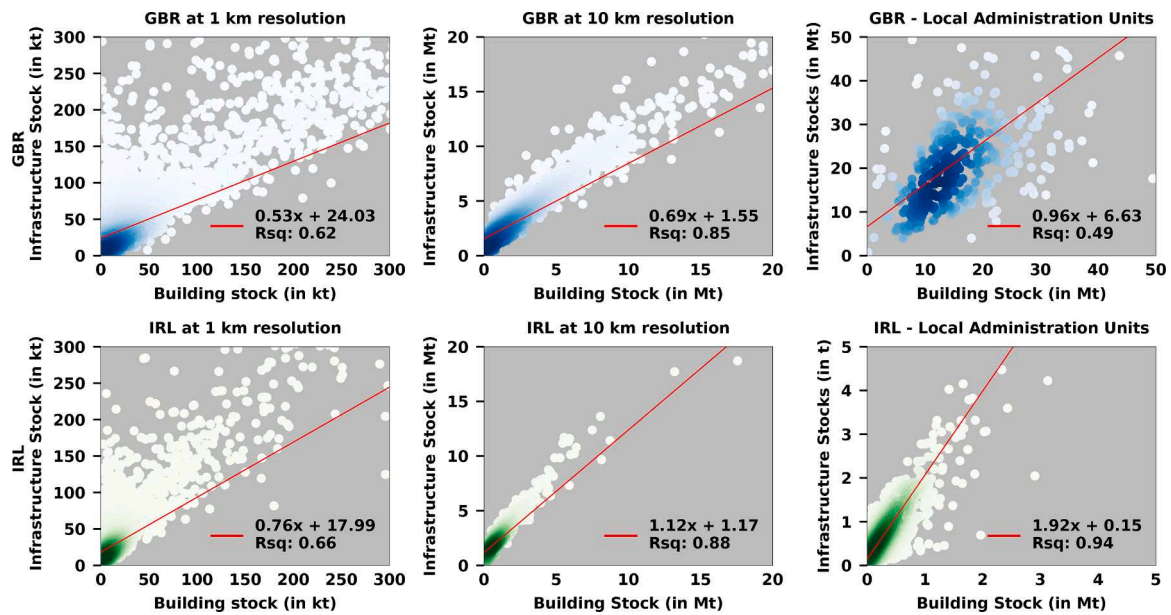 GBR at 1 km resolution
GBR
Infrastructure Stock (in kt)
300
250
200
150
100
50
0
0.53x + 24.03
Rsq: 0.62
0 50 100 150 200 250 300
Building stock (in kt)
GBR at 10 km resolution
Infrastructure Stock (in Mt)
20
15
10
5
0
0.69x + 1.55
Rsq: 0.85
0 5 10 15 20
Building Stock (in Mt)
GBR - Local Administration Units
Infrastructure Stocks (in Mt)
50
40
30
20
10
0
0.96x + 6.63
Rsq: 0.49
0 10 20 30 40 50
Building Stock (in Mt)
IRL at 1 km resolution
IRL
Infrastructure Stock (in kt)
300
250
200
150
100
50
0
0.76x + 17.99
Rsq: 0.66
0 50 100 150 200 250 300
Building stock (in kt)
IRL at 10 km resolution
Infrastructure Stock (in Mt)
20
15
10
5
0
1.12x + 1.17
Rsq: 0.88
0 5 10 15 20
Building Stock (in Mt)
IRL - Local Administration Units
Infrastructure Stocks (in t)
5
4
3
2
1
0
1.92x + 0.15
Rsq: 0.94
0 1 2 3 4 5
Building Stock (in Mt)